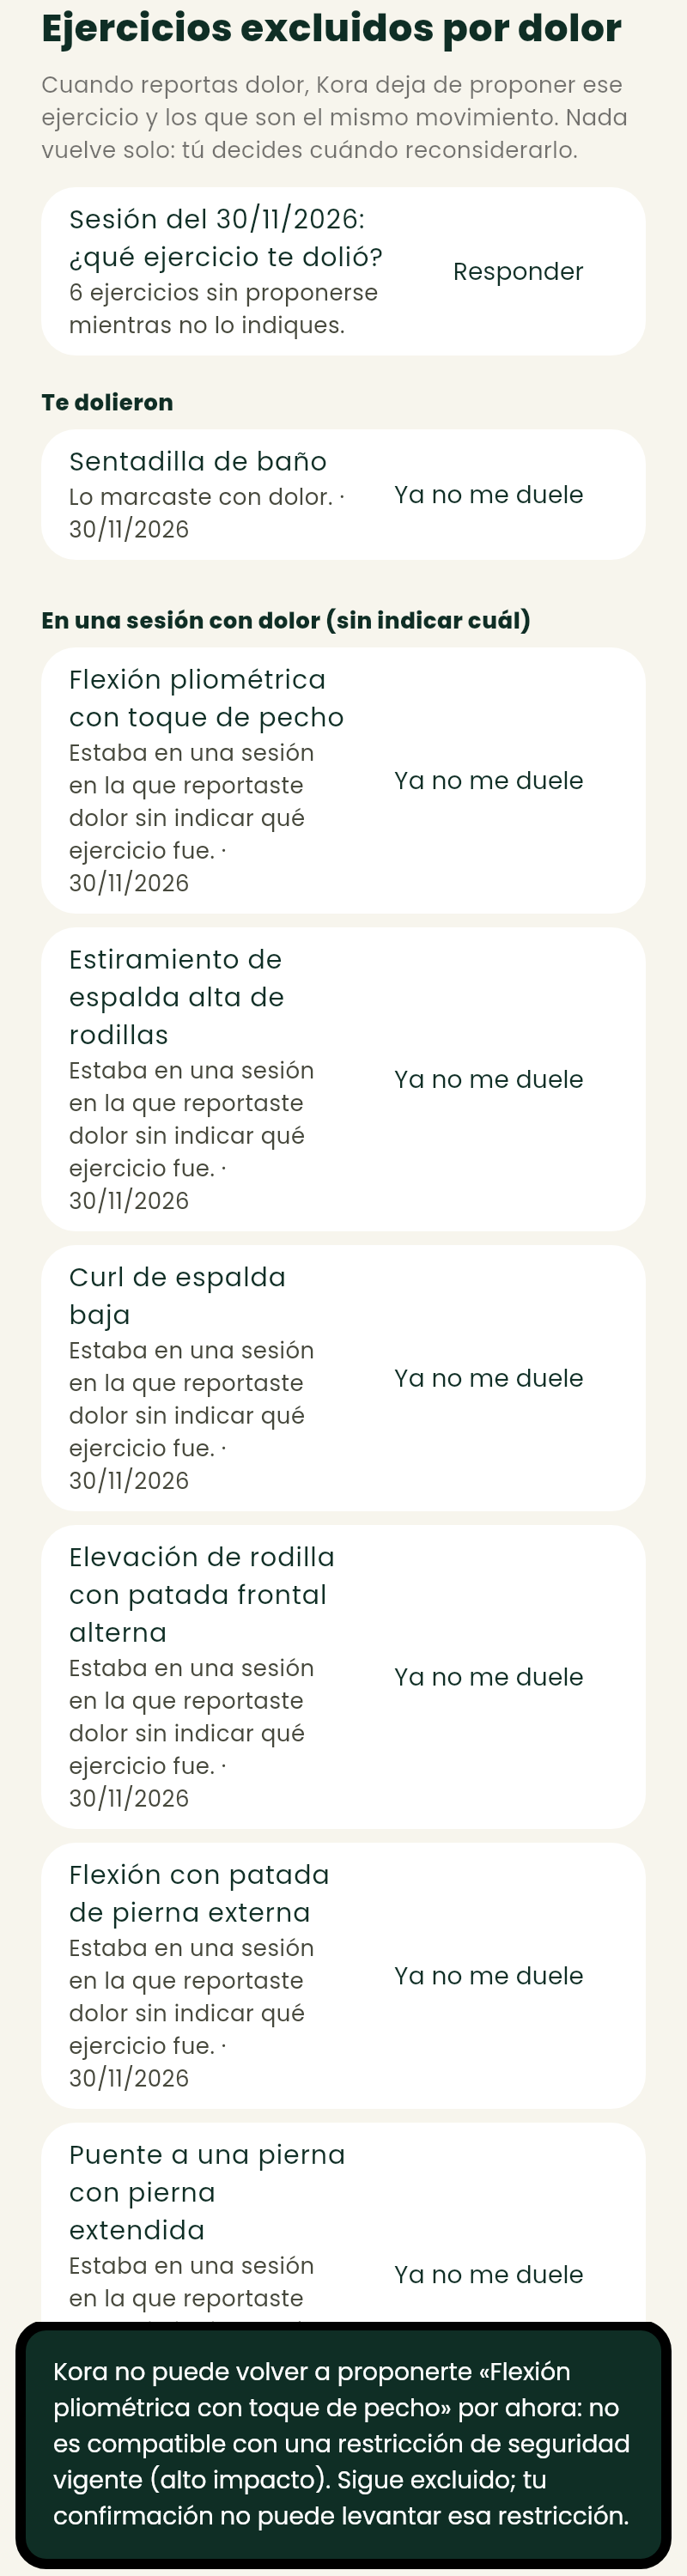 Ejercicios excluidos por dolor
Cuando reportas dolor, Kora deja de proponer ese
ejercicio y los que son el mismo movimiento. Nada
vuelve solo: tú decides cuándo reconsiderarlo.
Sesión del 30/11/2026:
¿qué ejercicio te dolió?
6 ejercicios sin proponerse
mientras no lo indiques.
Responder
Te dolieron
Sentadilla de baño
Lo marcaste con dolor. ·
30/11/2026
Ya no me duele
En una sesión con dolor (sin indicar cuál)
Flexión pliométrica
con toque de pecho
Estaba en una sesión
en la que reportaste
dolor sin indicar qué
ejercicio fue. ·
30/11/2026
Ya no me duele
Estiramiento de
espalda alta de
rodillas
Estaba en una sesión
en la que reportaste
dolor sin indicar qué
ejercicio fue. ·
30/11/2026
Ya no me duele
Curl de espalda
baja
Estaba en una sesión
en la que reportaste
dolor sin indicar qué
ejercicio fue. ·
30/11/2026
Ya no me duele
Elevación de rodilla
con patada frontal
alterna
Estaba en una sesión
en la que reportaste
dolor sin indicar qué
ejercicio fue. ·
30/11/2026
Ya no me duele
Flexión con patada
de pierna externa
Estaba en una sesión
en la que reportaste
dolor sin indicar qué
ejercicio fue. ·
30/11/2026
Ya no me duele
Puente a una pierna
con pierna
extendida
Estaba en una sesión
en la que reportaste
Ya no me duele
Kora no puede volver a proponerte «Flexión
pliométrica con toque de pecho» por ahora: no
es compatible con una restricción de seguridad
vigente (alto impacto). Sigue excluido; tu
confirmación no puede levantar esa restricción.